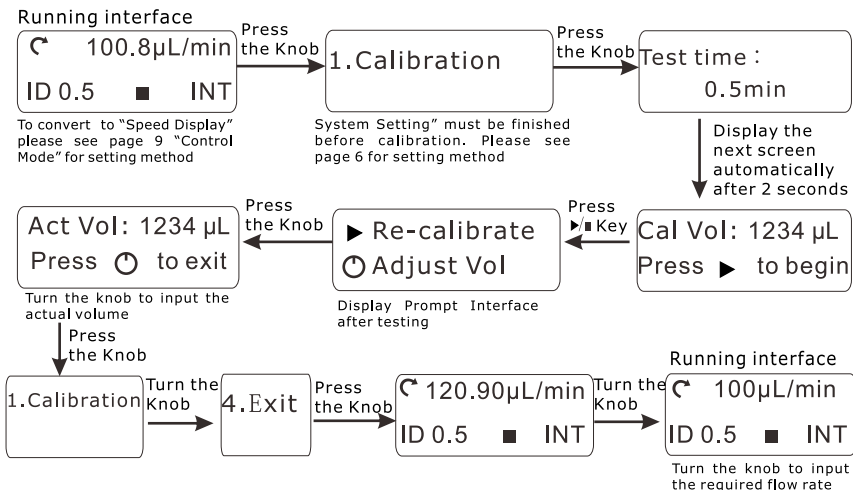 Running interface
100.8µL/min
ID 0.5 ■ INT
To convert to “Speed Display”
please see page 9 “Control
Mode” for setting method
Press
the Knob
1.Calibration
System Setting” must be finished
before calibration. Please see
page 6 for setting method
Press
the Knob
Test time :
0.5min
Display the
next screen
automatically
after 2 seconds
Cal Vol: 1234 µL
Press ▶ to begin
Press
▶/■ Key
▶ Re-calibrate
Adjust Vol
Display Prompt Interface
after testing
Press
the Knob
Act Vol: 1234 µL
Press to exit
Turn the knob to input the
actual volume
Press
the Knob
1.Calibration
Turn the
Knob
4.Exit
Press
the Knob
120.90µL/min
ID 0.5 ■ INT
Turn the
Knob
Running interface
100µL/min
ID 0.5 ■ INT
Turn the knob to input
the required flow rate